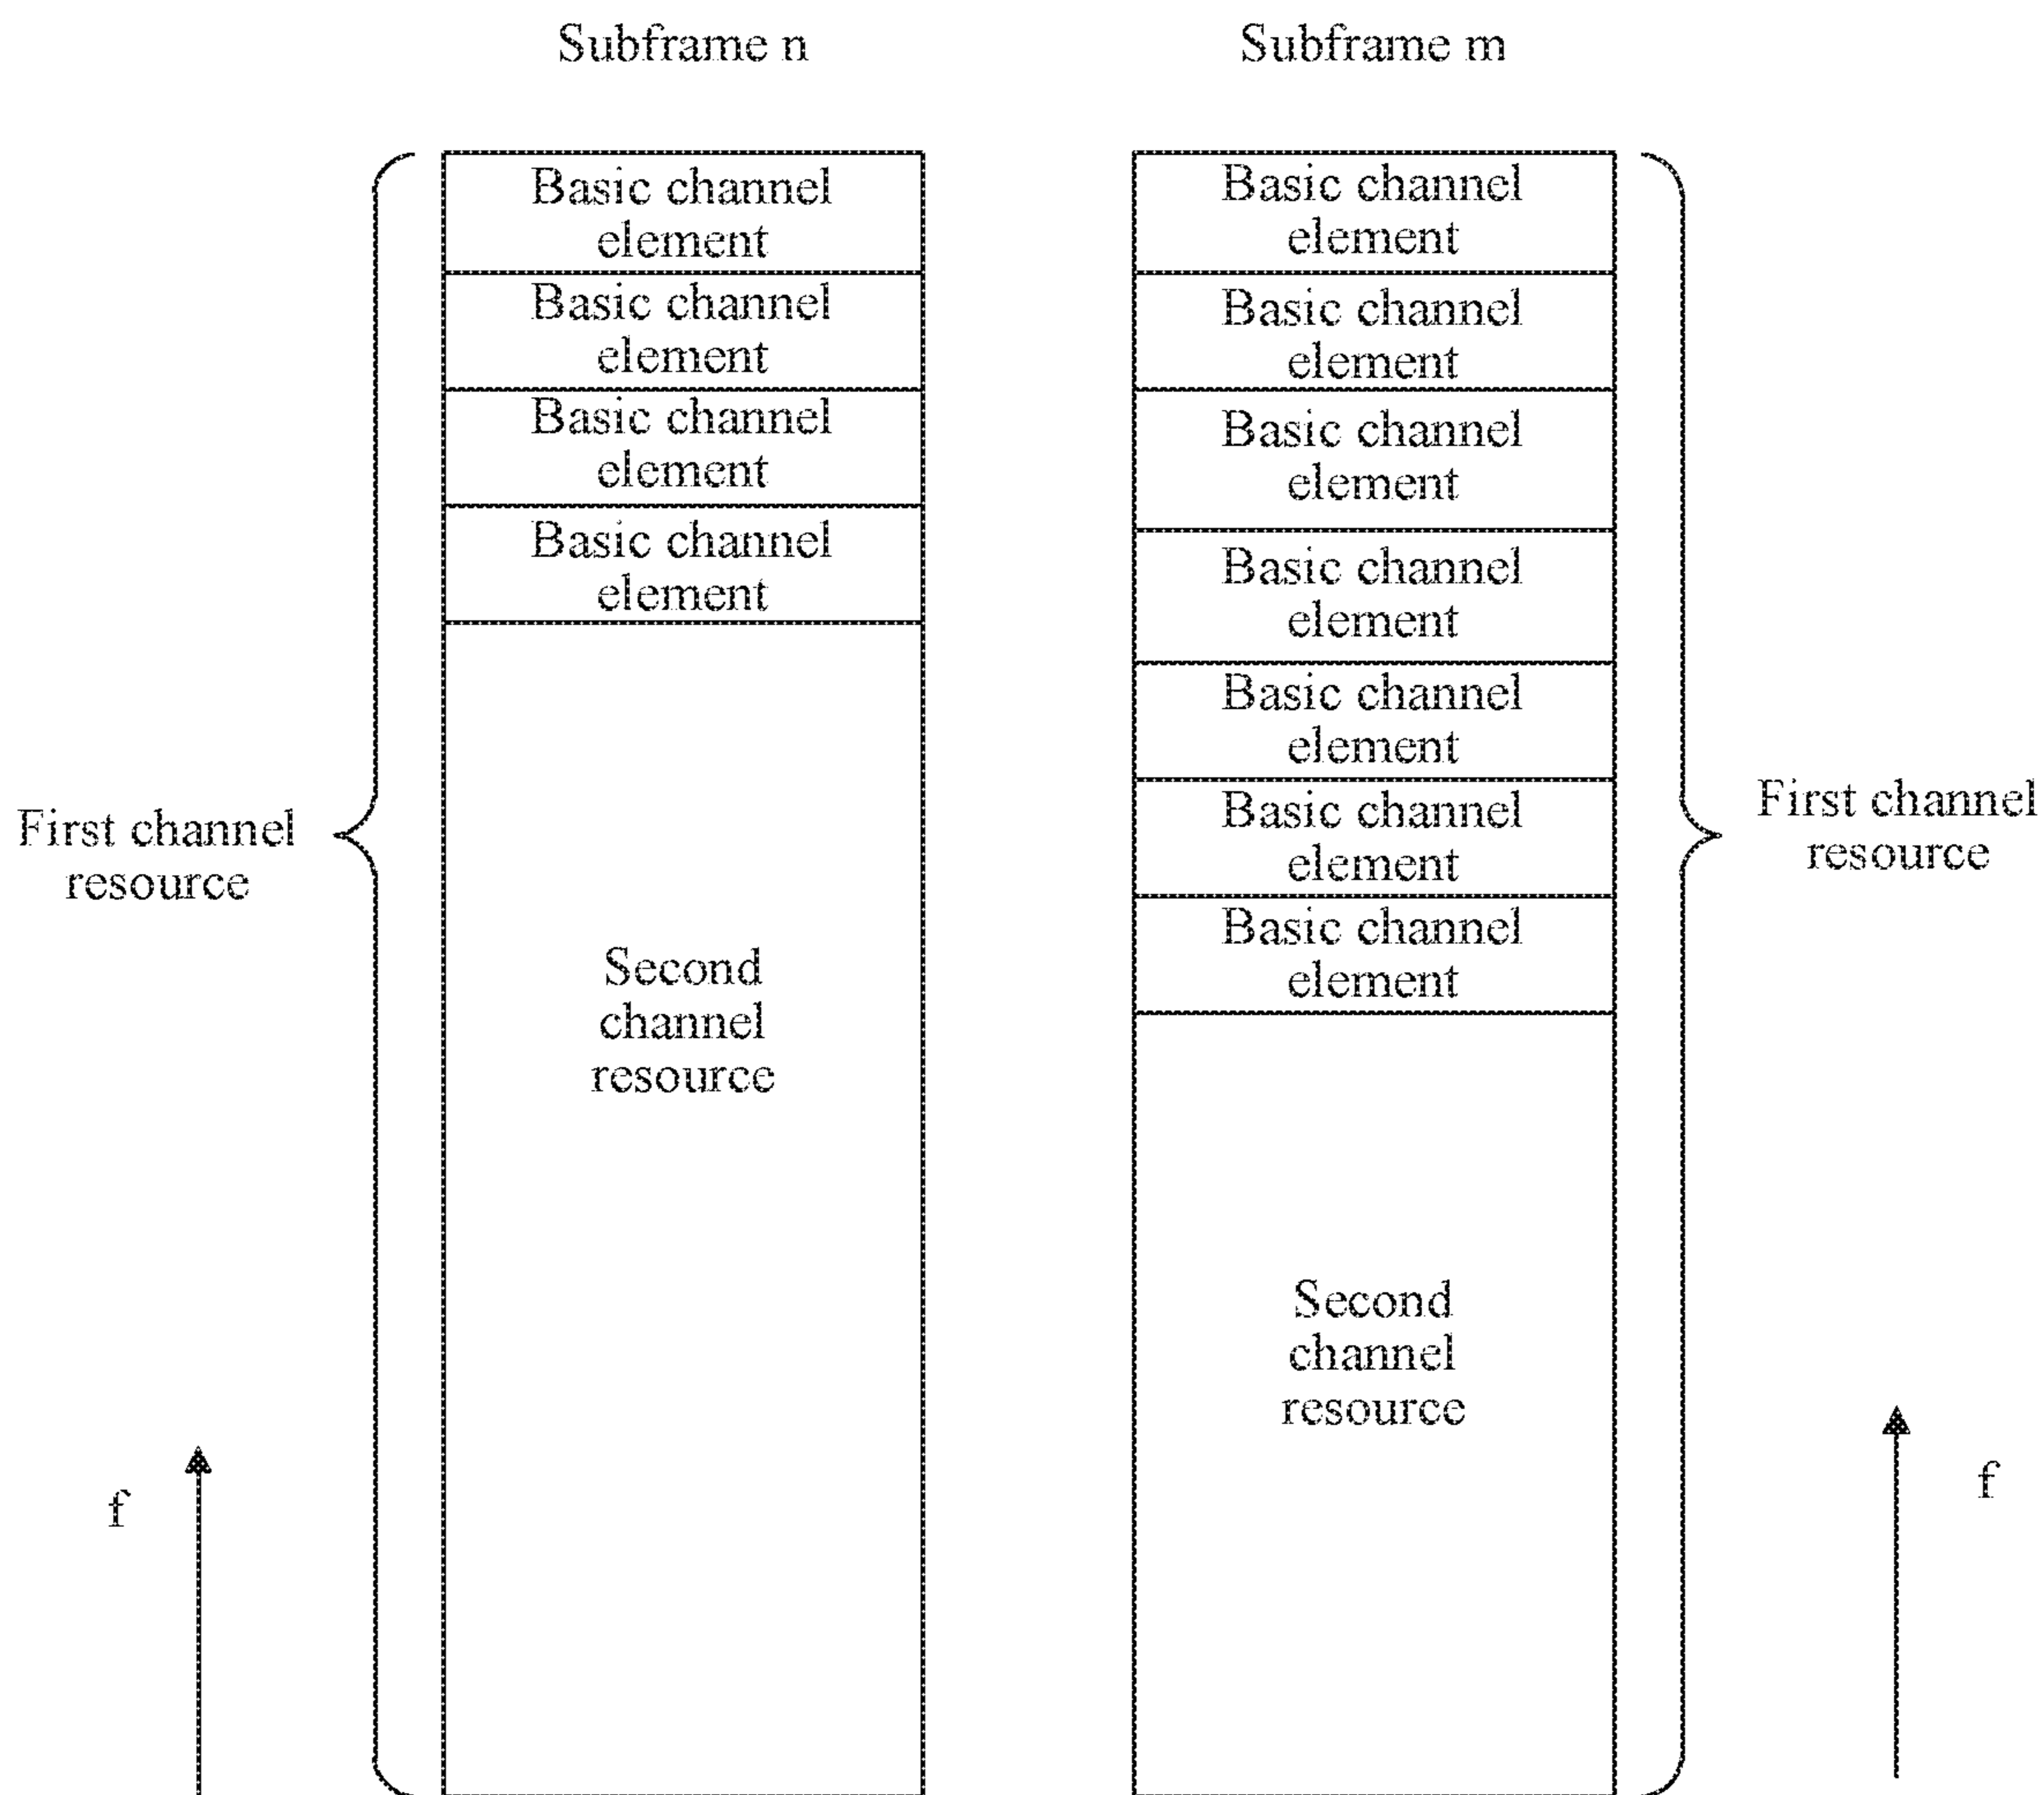 Subframe n
Subframe m
Basic channel
element
Basic channel
element
Basic channel
element
Basic channel
element
First channel
resource
Second
channel
resource
f
Basic channel
element
Basic channel
element
Basic channel
element
Basic channel
element
Basic channel
element
Basic channel
element
Basic channel
element
First channel
resource
Second
channel
resource
f